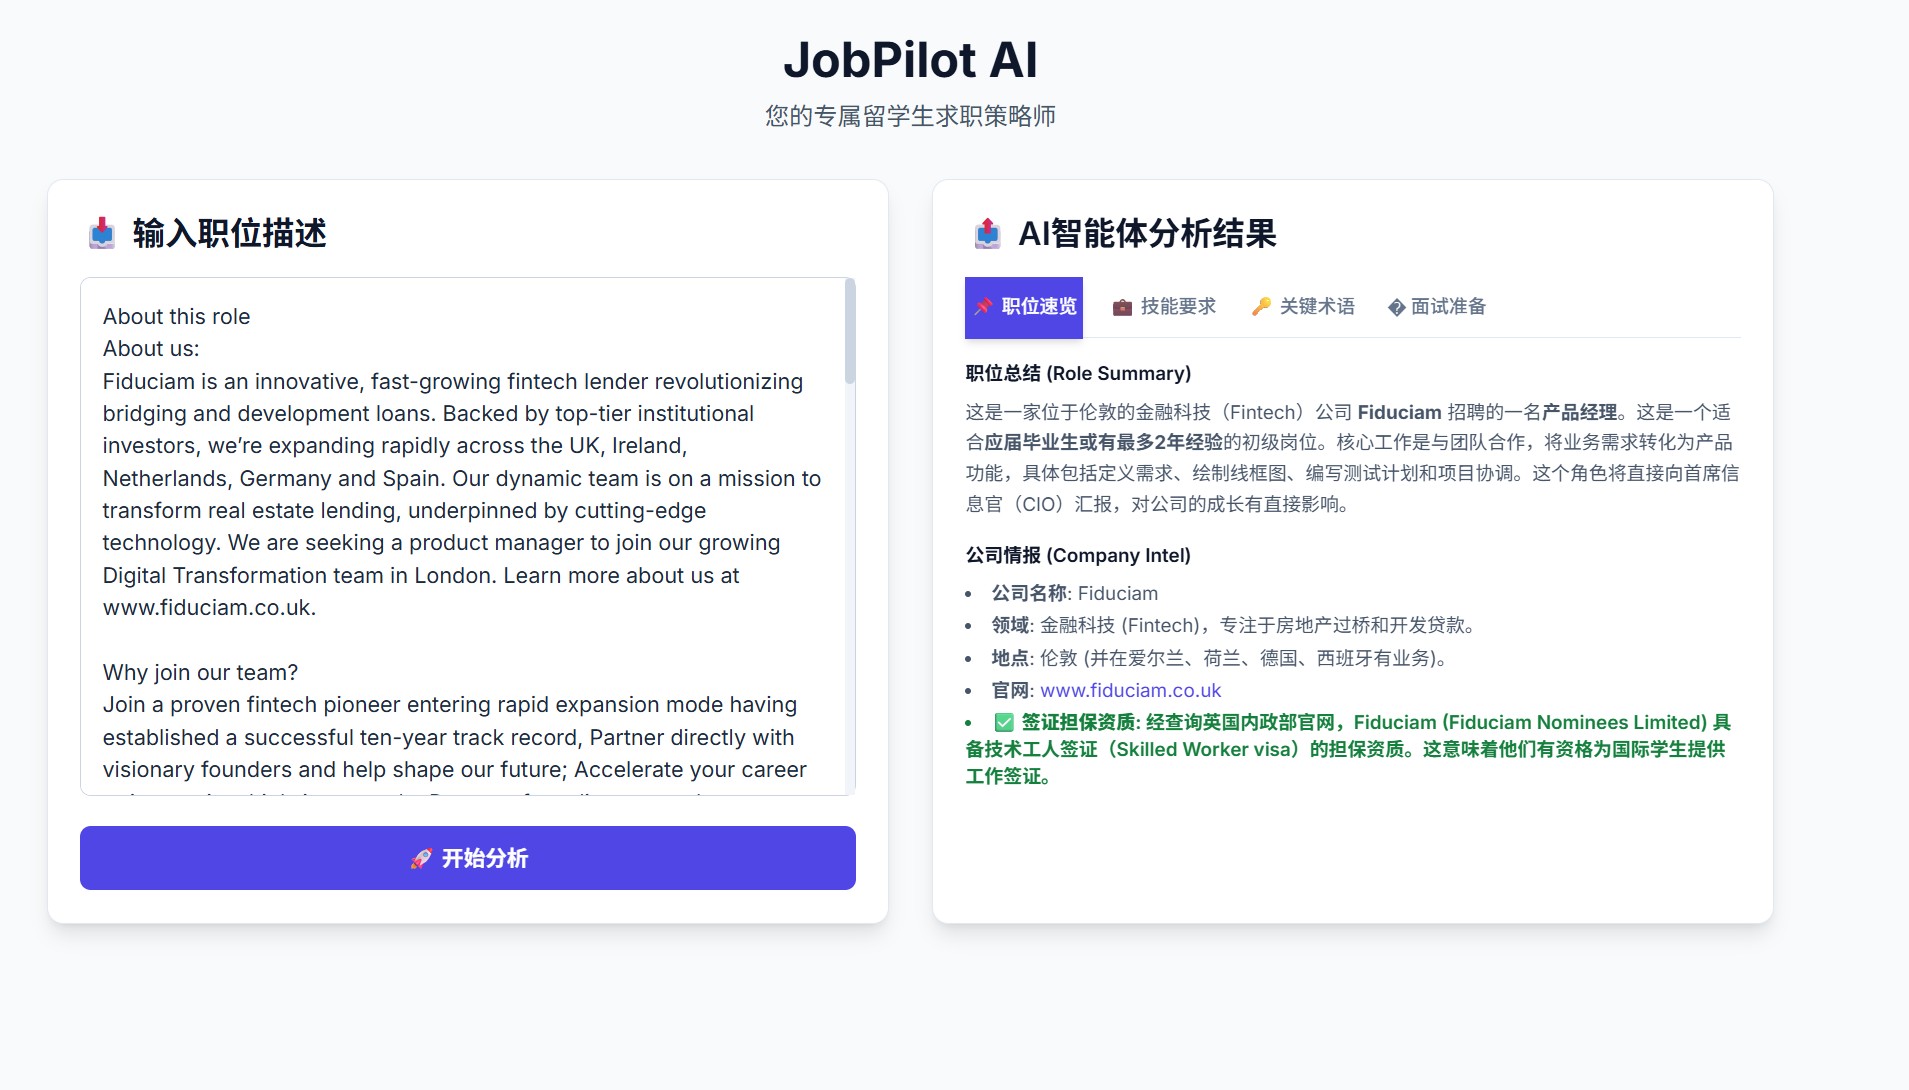 JobPilot AI
您的专属留学生求职策略师
📥 输入职位描述
About this role
About us:
Fiduciam is an innovative, fast-growing fintech lender revolutionizing
bridging and development loans. Backed by top-tier institutional
investors, we’re expanding rapidly across the UK, Ireland,
Netherlands, Germany and Spain. Our dynamic team is on a mission to
transform real estate lending, underpinned by cutting-edge
technology. We are seeking a product manager to join our growing
Digital Transformation team in London. Learn more about us at
www.fiduciam.co.uk.
Why join our team?
Join a proven fintech pioneer entering rapid expansion mode having
established a successful ten-year track record, Partner directly with
visionary founders and help shape our future; Accelerate your career
🚀 开始分析
📤 AI智能体分析结果
📌 职位速览 💼 技能要求 🔑 关键术语 � 面试准备
职位总结 (Role Summary)
这是一家位于伦敦的金融科技（Fintech）公司 Fiduciam 招聘的一名产品经理。这是一个适
合应届毕业生或有最多2年经验的初级岗位。核心工作是与团队合作，将业务需求转化为产品
功能，具体包括定义需求、绘制线框图、编写测试计划和项目协调。这个角色将直接向首席信
息官（CIO）汇报，对公司的成长有直接影响。
公司情报 (Company Intel)
• 公司名称: Fiduciam
• 领域: 金融科技 (Fintech)，专注于房地产过桥和开发贷款。
• 地点: 伦敦 (并在爱尔兰、荷兰、德国、西班牙有业务)。
• 官网: www.fiduciam.co.uk
• ✅ 签证担保资质: 经查询英国内政部官网，Fiduciam (Fiduciam Nominees Limited) 具
备技术工人签证（Skilled Worker visa）的担保资质。这意味着他们有资格为国际学生提供
工作签证。